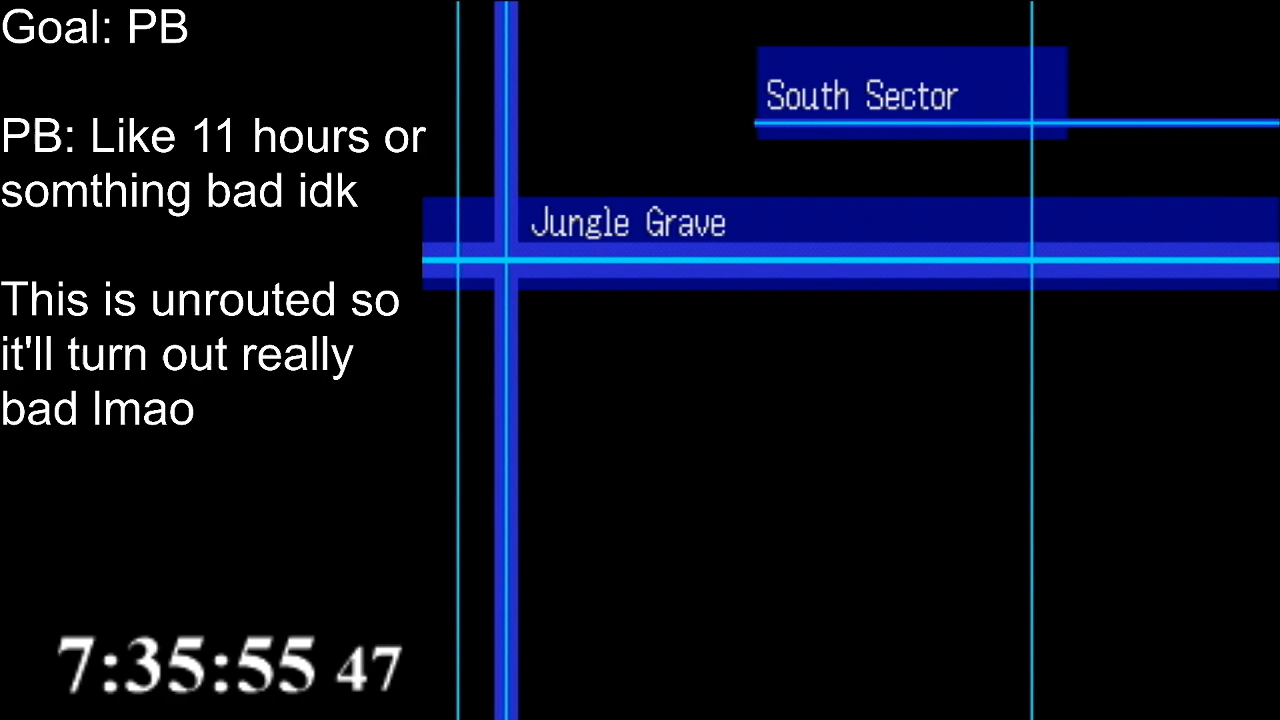 Goal: PB
PB: Like 11 hours or
somthing bad idk
This is unrouted so
it'll turn out really
bad lmao
South Sector
Jungle Grave
7:35:55 47